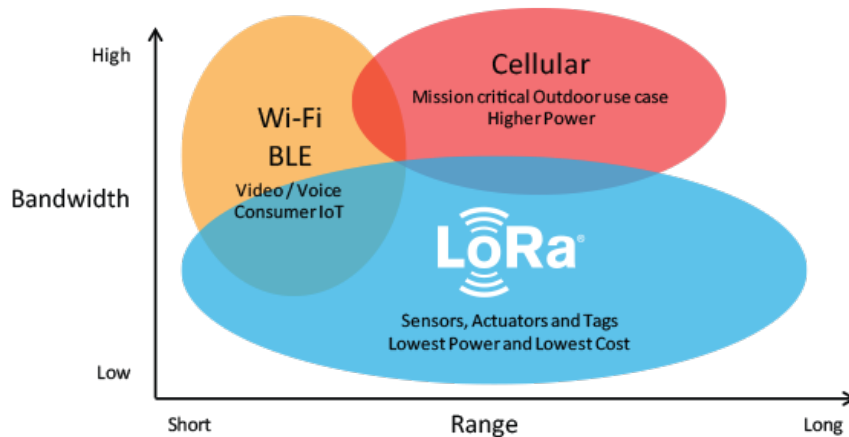 High
Bandwidth
Low
Wi-Fi
BLE
Video / Voice
Consumer IoT
Cellular
Mission critical Outdoor use case
Higher Power
LoRa®
Sensors, Actuators and Tags
Lowest Power and Lowest Cost
Short
Range
Long